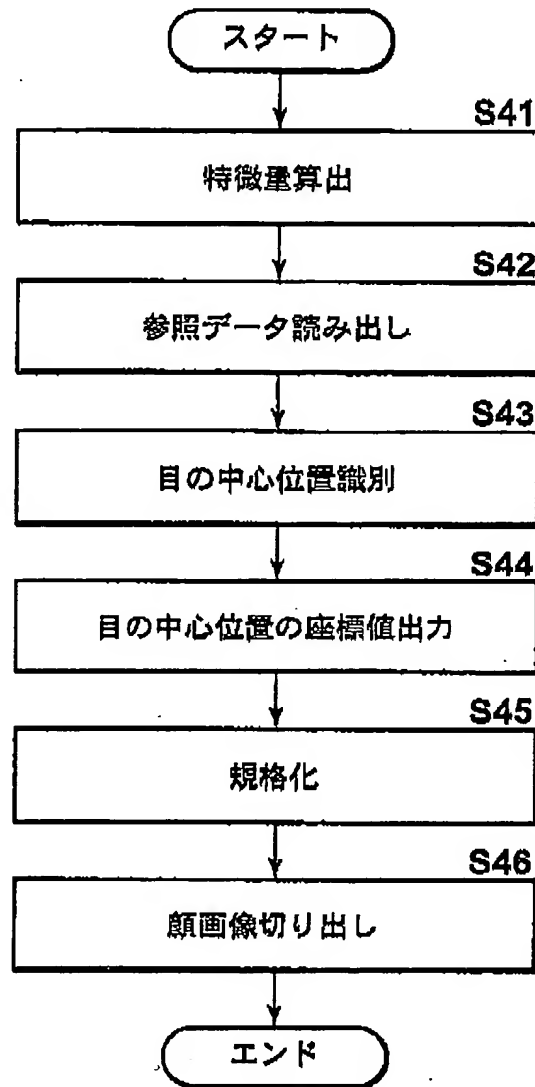 スタート
S41
特徴量算出
S42
参照データ読み出し
S43
目の中心位置識別
S44
目の中心位置の座標値出力
S45
規格化
S46
顔画像切り出し
エンド